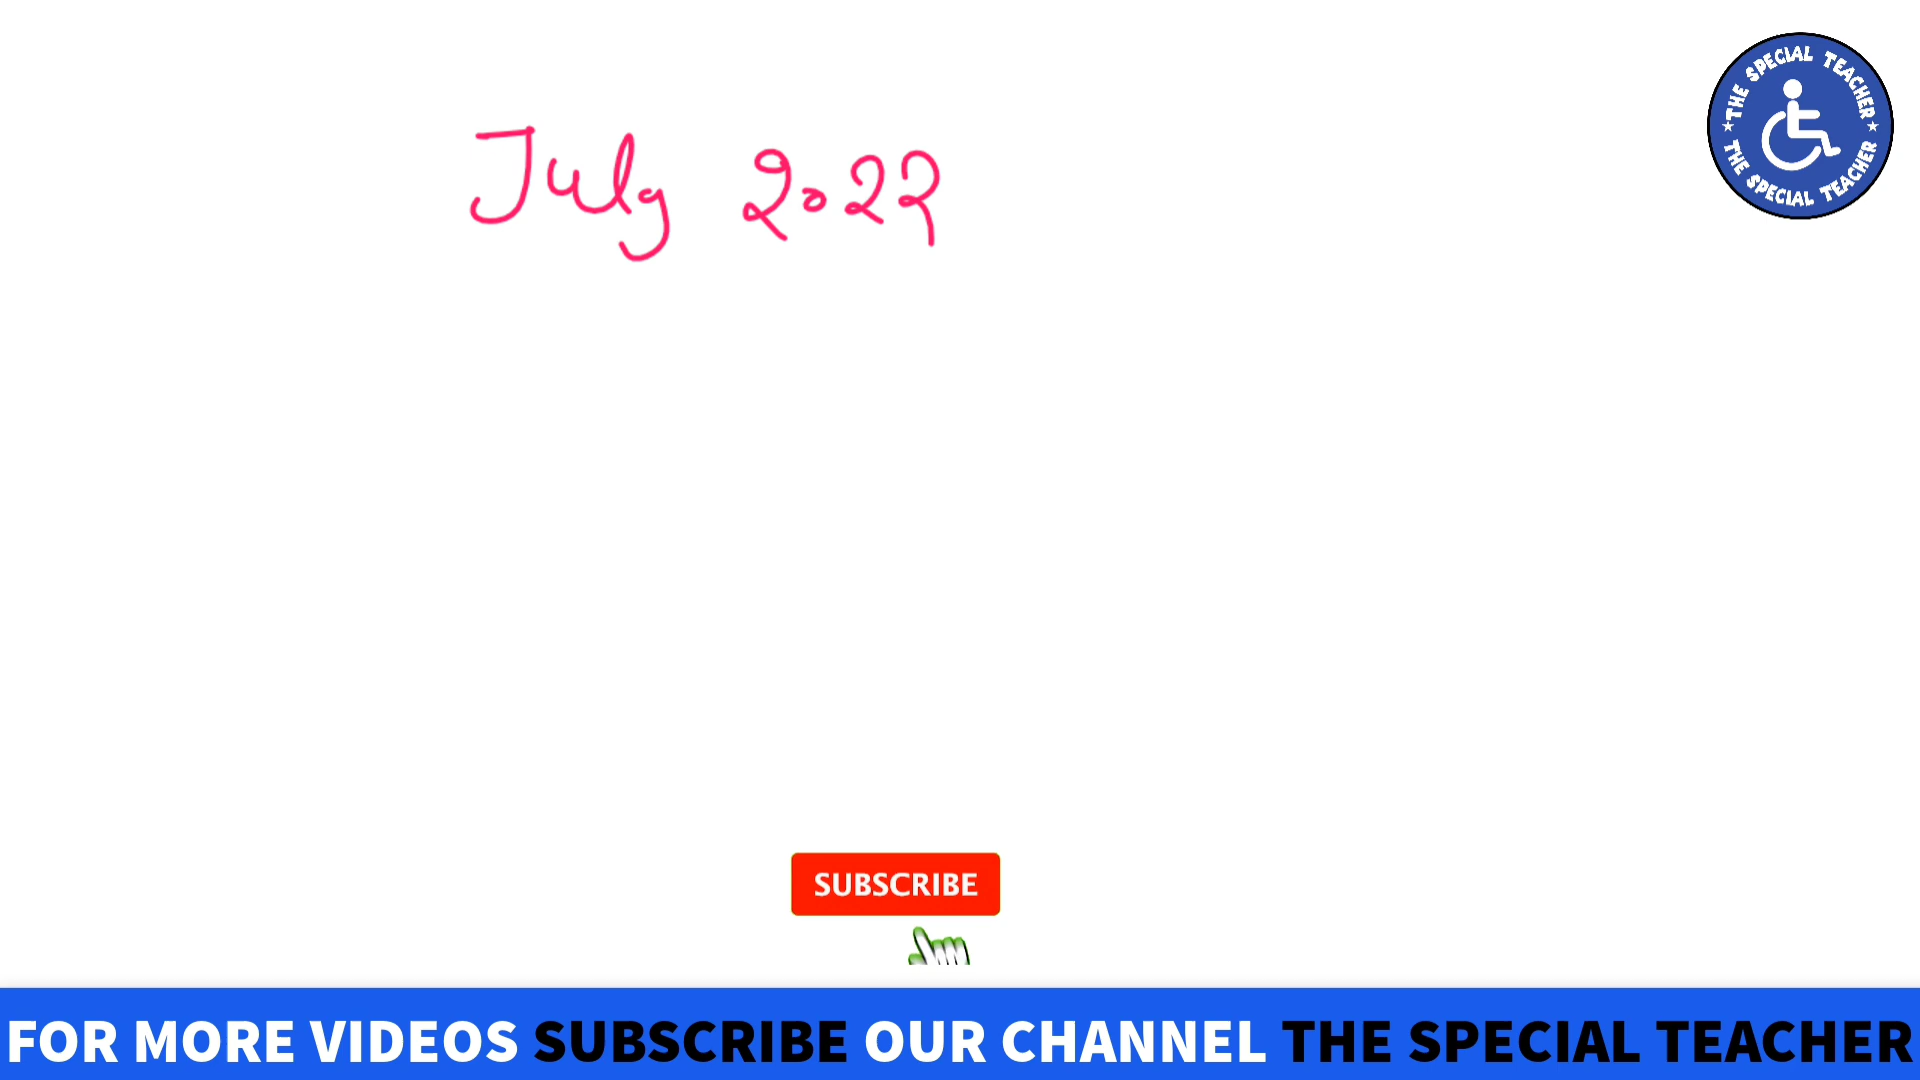 July 2022
THE SPECIAL TEACHER
THE SPECIAL TEACHER
SUBSCRIBE
FOR MORE VIDEOS SUBSCRIBE OUR CHANNEL THE SPECIAL TEACHER